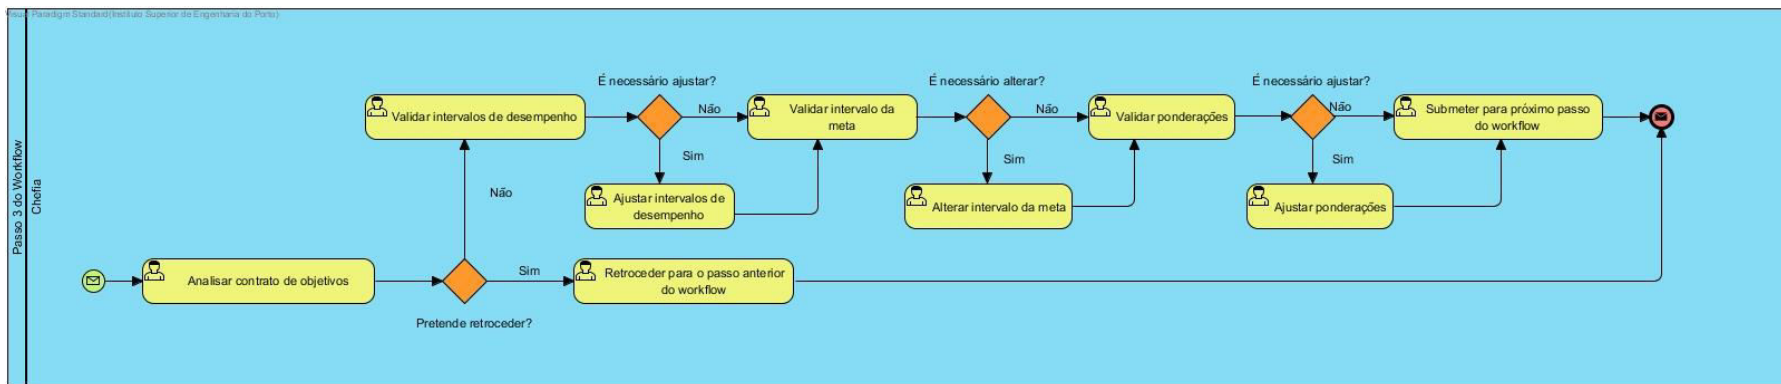 Visual Paradigm Standard(Instituto Superior de Engenharia do Porto)
Passo 3 do Workflow
Chefia
É necessário ajustar?
É necessário alterar?
É necessário ajustar?
Validar intervalos de desempenho
Não
Validar intervalo da
meta
Não
Validar ponderações
Não
Submeter para próximo passo
do workflow
Sim
Sim
Sim
Não
Ajustar intervalos de
desempenho
Alterar intervalo da meta
Ajustar ponderações
Analisar contrato de objetivos
Sim
Retroceder para o passo anterior
do workflow
Pretende retroceder?